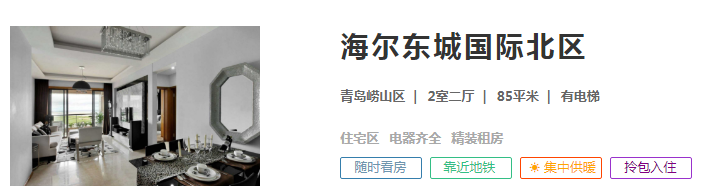 海尔东城国际北区
青岛崂山区 | 2室二厅 | 85平米 | 有电梯
住宅区 电器齐全 精装租房
随时看房 靠近地铁 ☀集中供暖 拎包入住